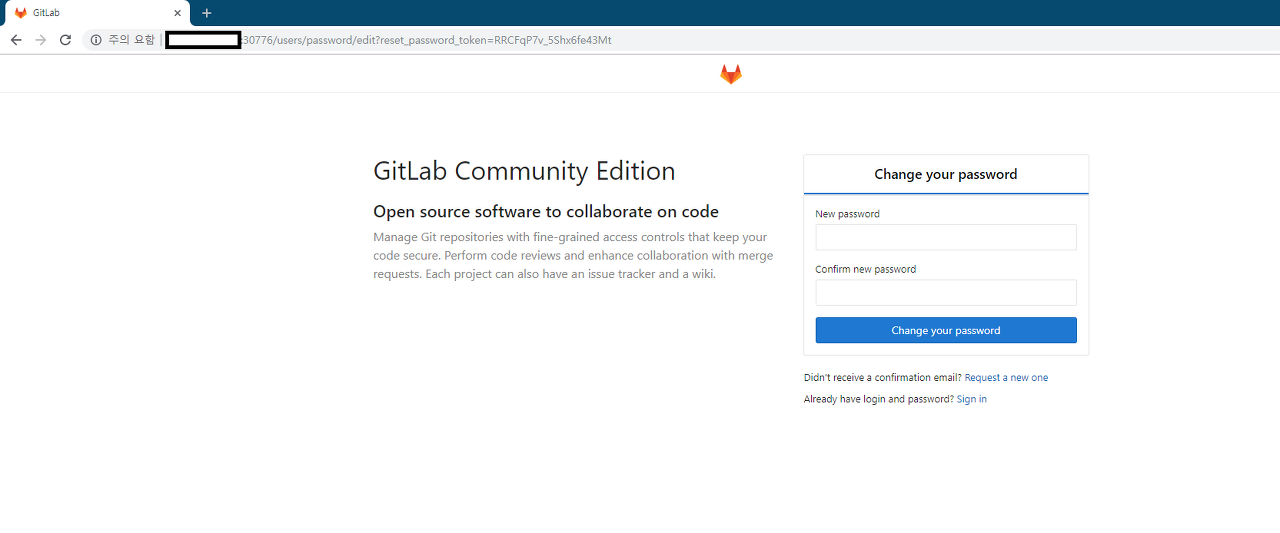 GitLab
주의 요함 | :30776/users/password/edit?reset_password_token=RRCFqP7v_5Shx6fe43Mt
GitLab Community Edition
Open source software to collaborate on code
Manage Git repositories with fine-grained access controls that keep your
code secure. Perform code reviews and enhance collaboration with merge
requests. Each project can also have an issue tracker and a wiki.
Change your password
New password
Confirm new password
Change your password
Didn't receive a confirmation email? Request a new one
Already have login and password? Sign in